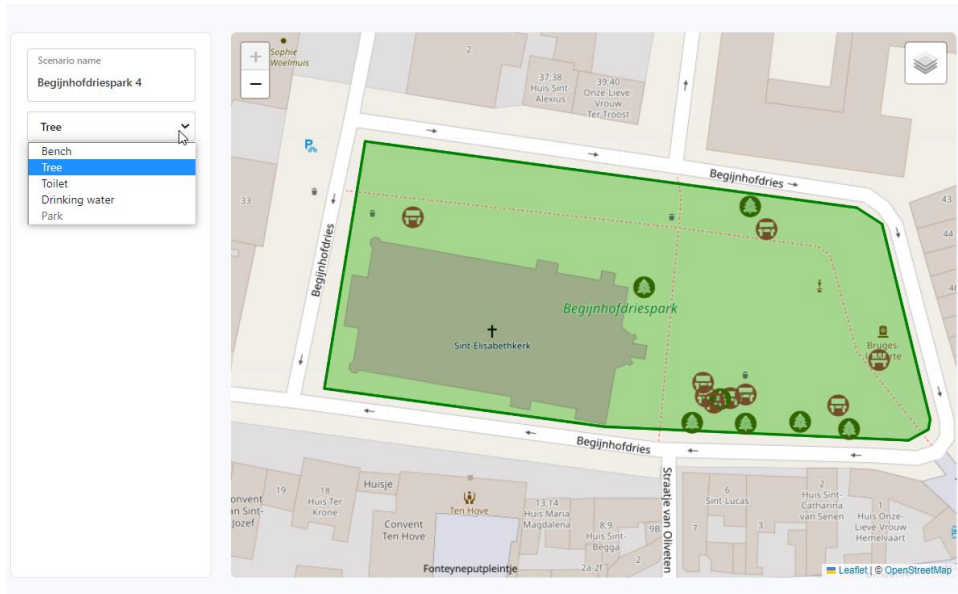 Scenario name
Begijnhofdriespark 4
Tree
Bench
Tree
Toilet
Drinking water
Park
+
−
Sophie
Woelmuis
2
37;38
Huis Sint-
Alexius
39;40
Onze-Lieve-
Vrouw
Ter Troost
P
33
Begijnhofdries
43
44
Begijnhofdries
Begijnhofdriespark
Sint-Elisabethkerk
Bruges-
Begijnhofdries
19
18
Huis Ter
Krone
Huisje
Ten Hove
Convent
Ten Hove
13,14
Huis Maria
Magdalena
8;9
Huis Sint-
Begga
9B
Straatje van Oliveten
6
Sint-Lucas
7
3
2
Huis Sint-
Catharina
van Senen
1
Huis Onze-
Lieve-Vrouw
Hemelvaart
Fonteyneputpleintje
2a-2f
2
Leaflet | © OpenStreetMap